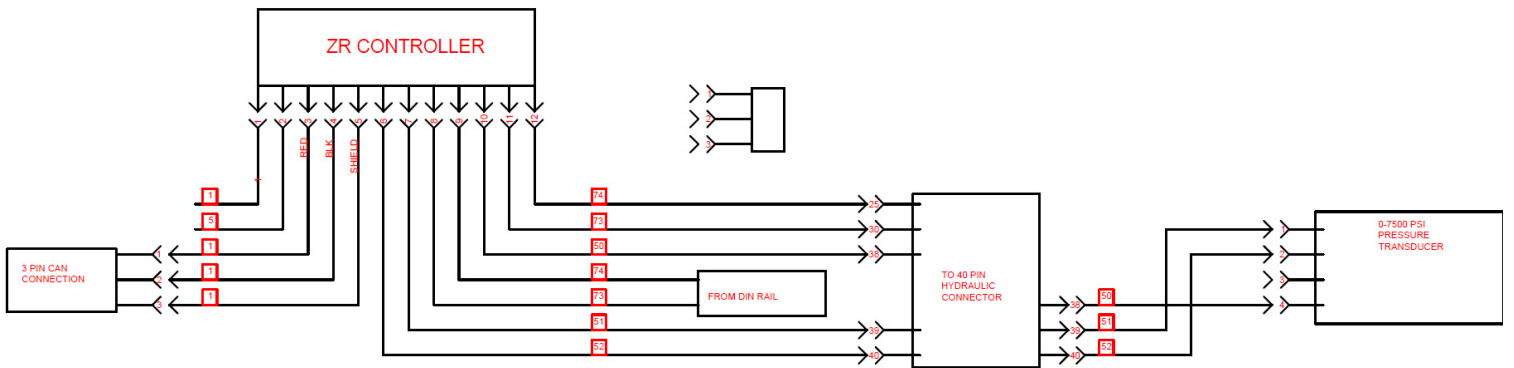 ZR CONTROLLER
1 2 3 4 5 6 7 8 9 10 11 12
RED
BLK
SHIELD
1
1
2
3
1
5
1
1
1
3 PIN CAN
CONNECTION
1
2
3
74
73
50
74
73
51
52
FROM DIN RAIL
25
30
38
39
40
TO 40 PIN
HYDRAULIC
CONNECTOR
38
39
40
50
51
52
1
2
3
4
0-7500 PSI
PRESSURE
TRANSDUCER